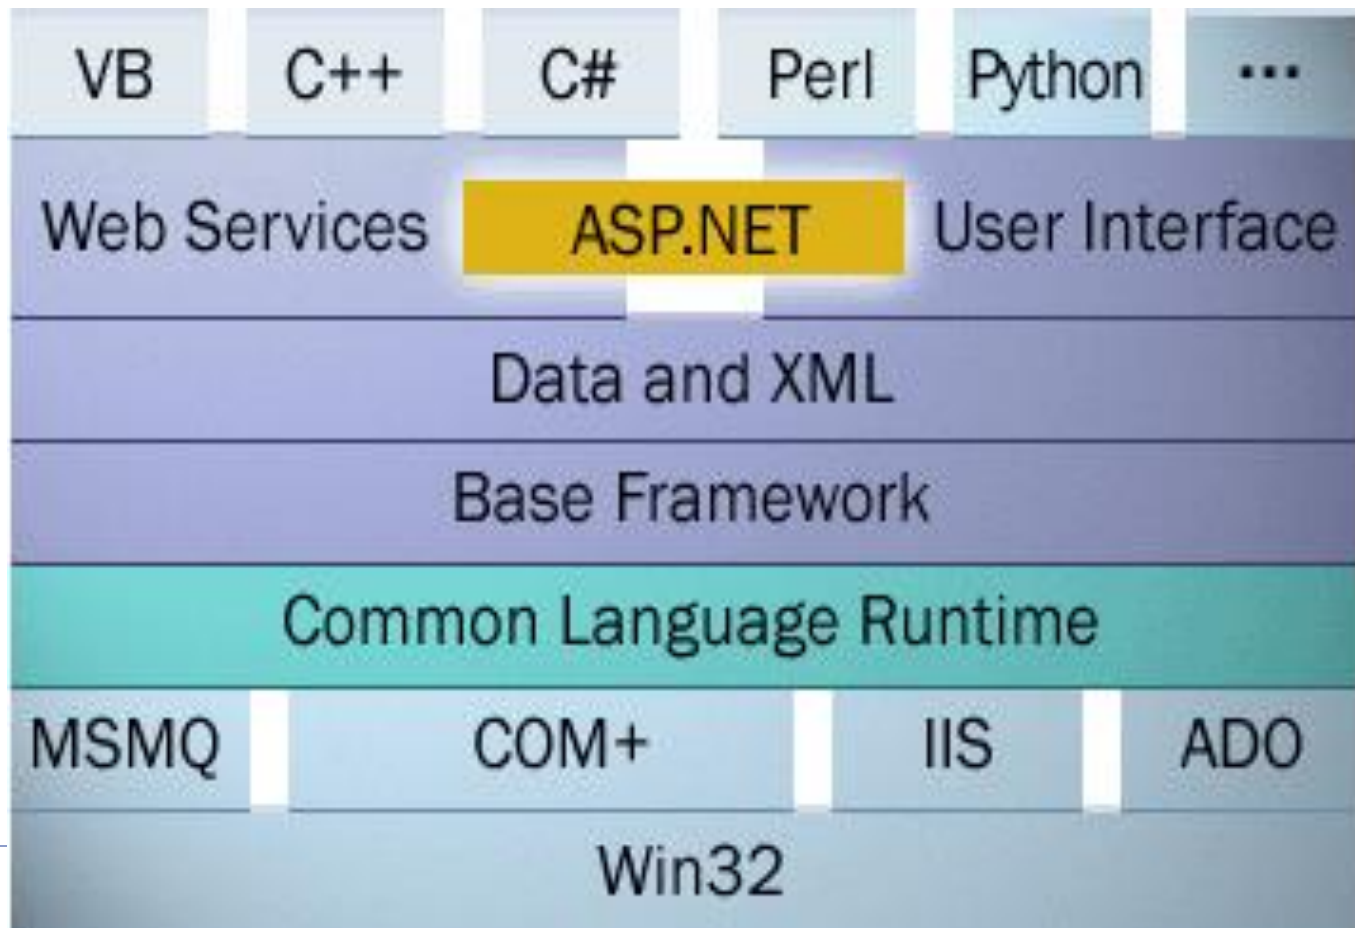 VB C++ C# Perl Python ...
Web Services ASP.NET User Interface
Data and XML
Base Framework
Common Language Runtime
MSMQ COM+ IIS ADO
Win32